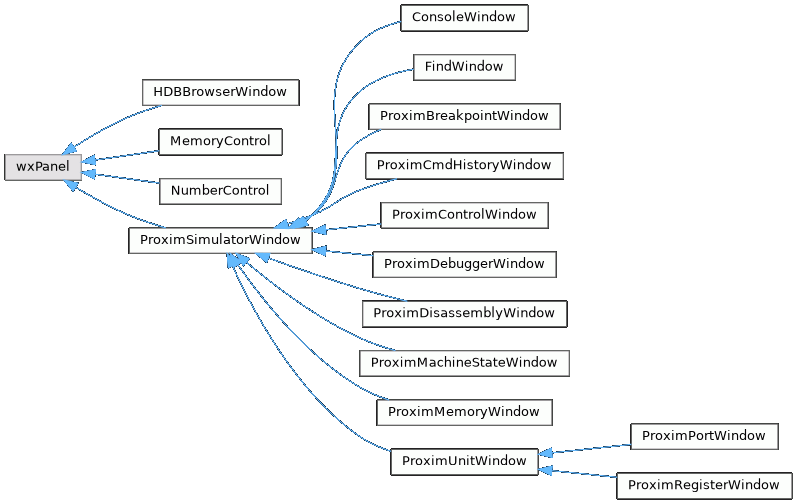 ConsoleWindow
FindWindow
HDBBrowserWindow
ProximBreakpointWindow
MemoryControl
wxPanel
ProximCmdHistoryWindow
NumberControl
ProximControlWindow
ProximSimulatorWindow
ProximDebuggerWindow
ProximDisassemblyWindow
ProximMachineStateWindow
ProximMemoryWindow
ProximPortWindow
ProximUnitWindow
ProximRegisterWindow